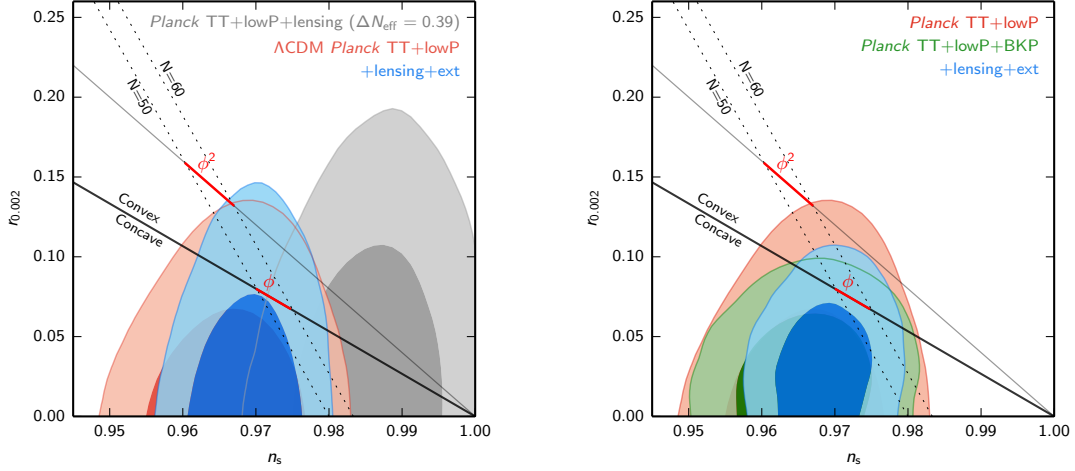 Planck TT+lowP+lensing (ΔN_eff = 0.39)
ΛCDM Planck TT+lowP
+lensing+ext
N=50
N=60
ϕ²
Convex
Concave
ϕ
0.25
0.20
0.15
0.10
0.05
0.00
r₀.₀₀₂
0.95 0.96 0.97 0.98 0.99 1.00
nₛ
Planck TT+lowP
Planck TT+lowP+BKP
+lensing+ext
N=50
N=60
ϕ²
Convex
Concave
ϕ
0.25
0.20
0.15
0.10
0.05
0.00
r₀.₀₀₂
0.95 0.96 0.97 0.98 0.99 1.00
nₛ